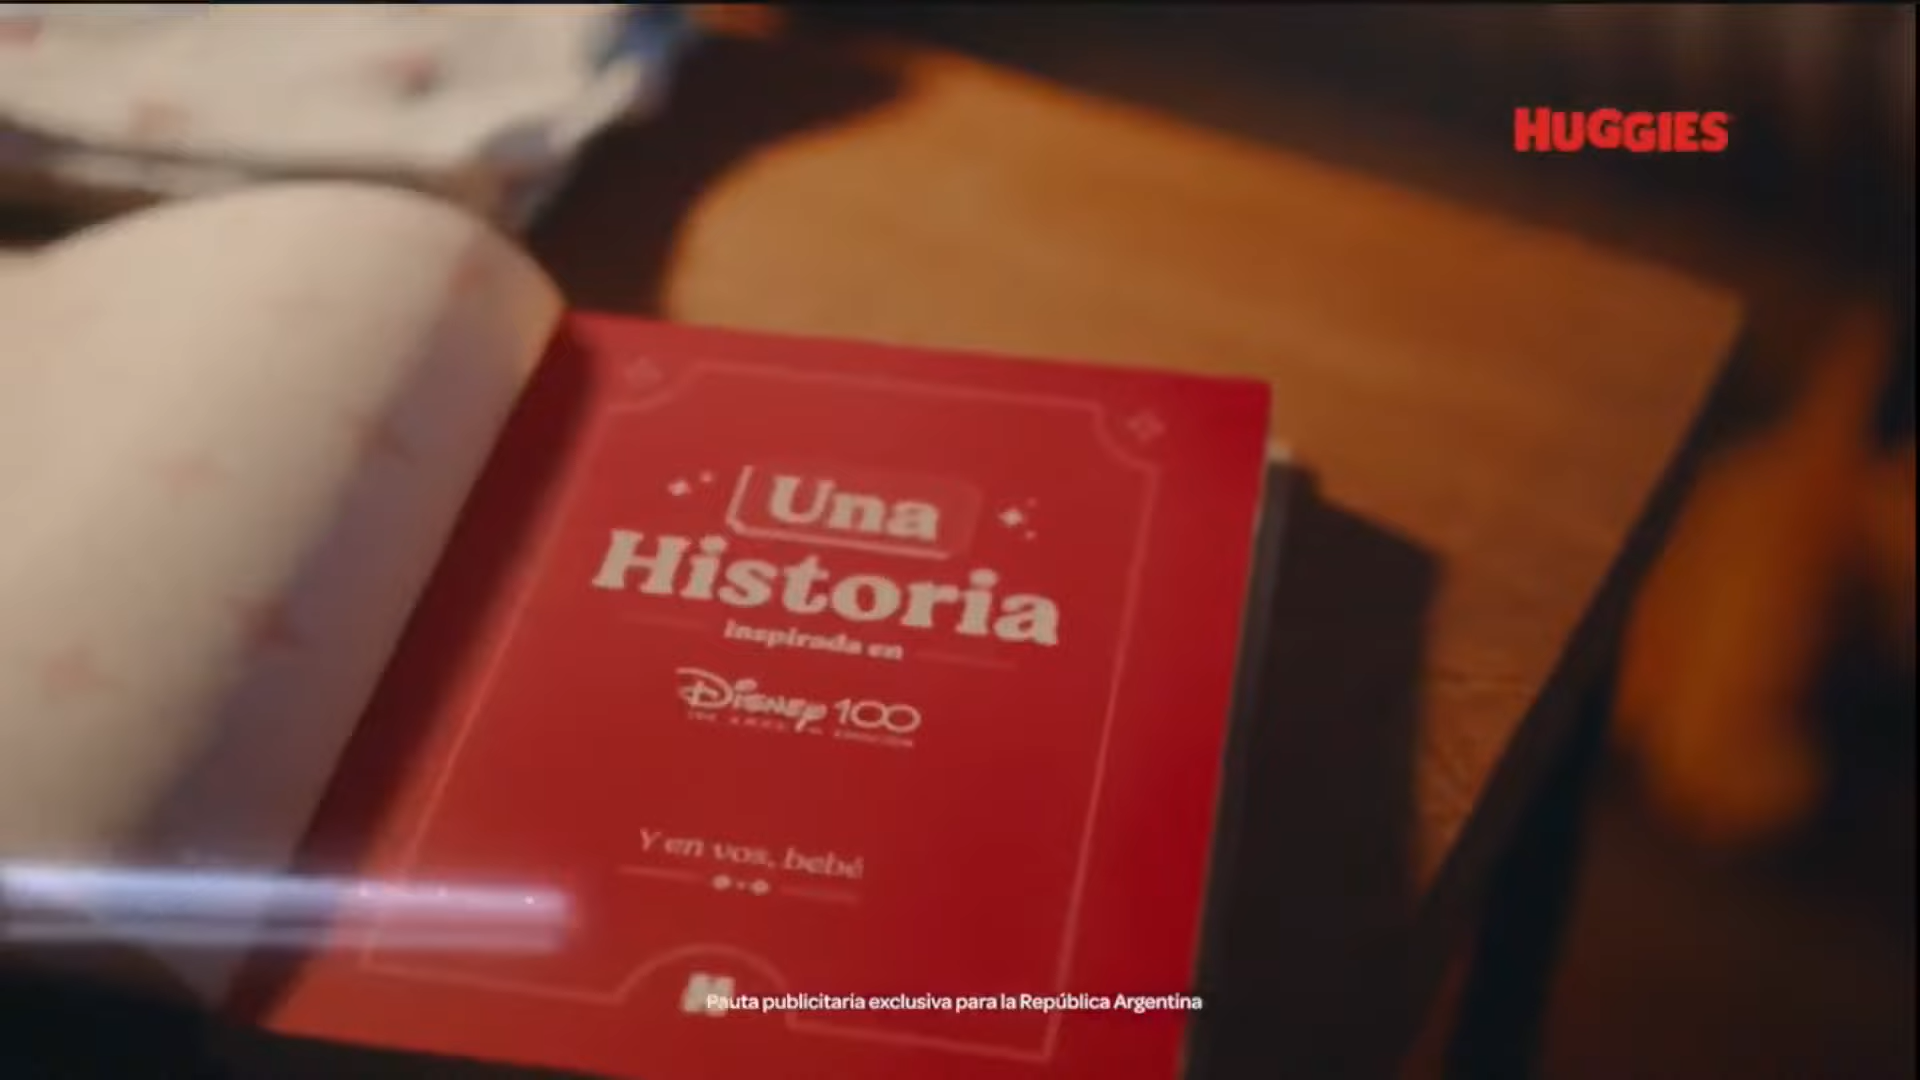 HUGGIES
Una
Historia
inspirada en
Disney 100
Y en vos, bebé
Pauta publicitaria exclusiva para la República Argentina